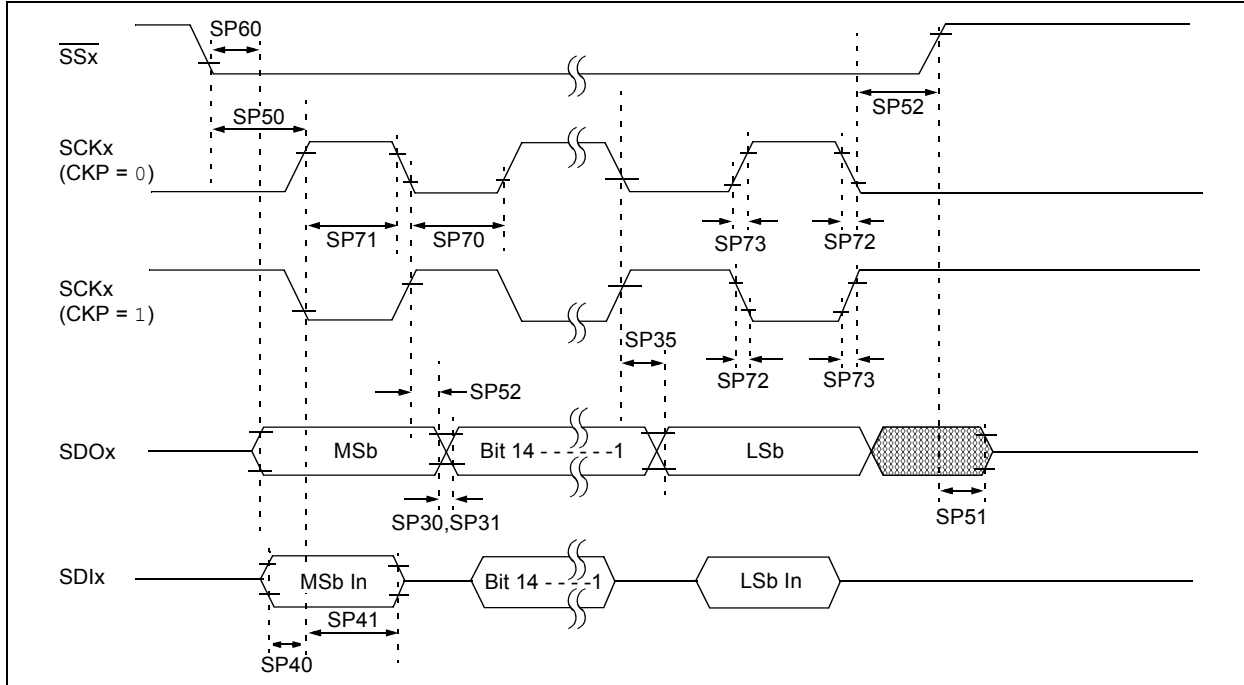 SP60
SSx
SP52
SP50
SCKx
(CKP = 0)
SP71
SP70
SP73
SP72
SCKx
(CKP = 1)
SP35
SP72
SP73
SP52
SDOx
MSb
Bit 14 - - - - - -1
LSb
SP30,SP31
SP51
SDIx
MSb In
Bit 14 - - - -1
LSb In
SP41
SP40